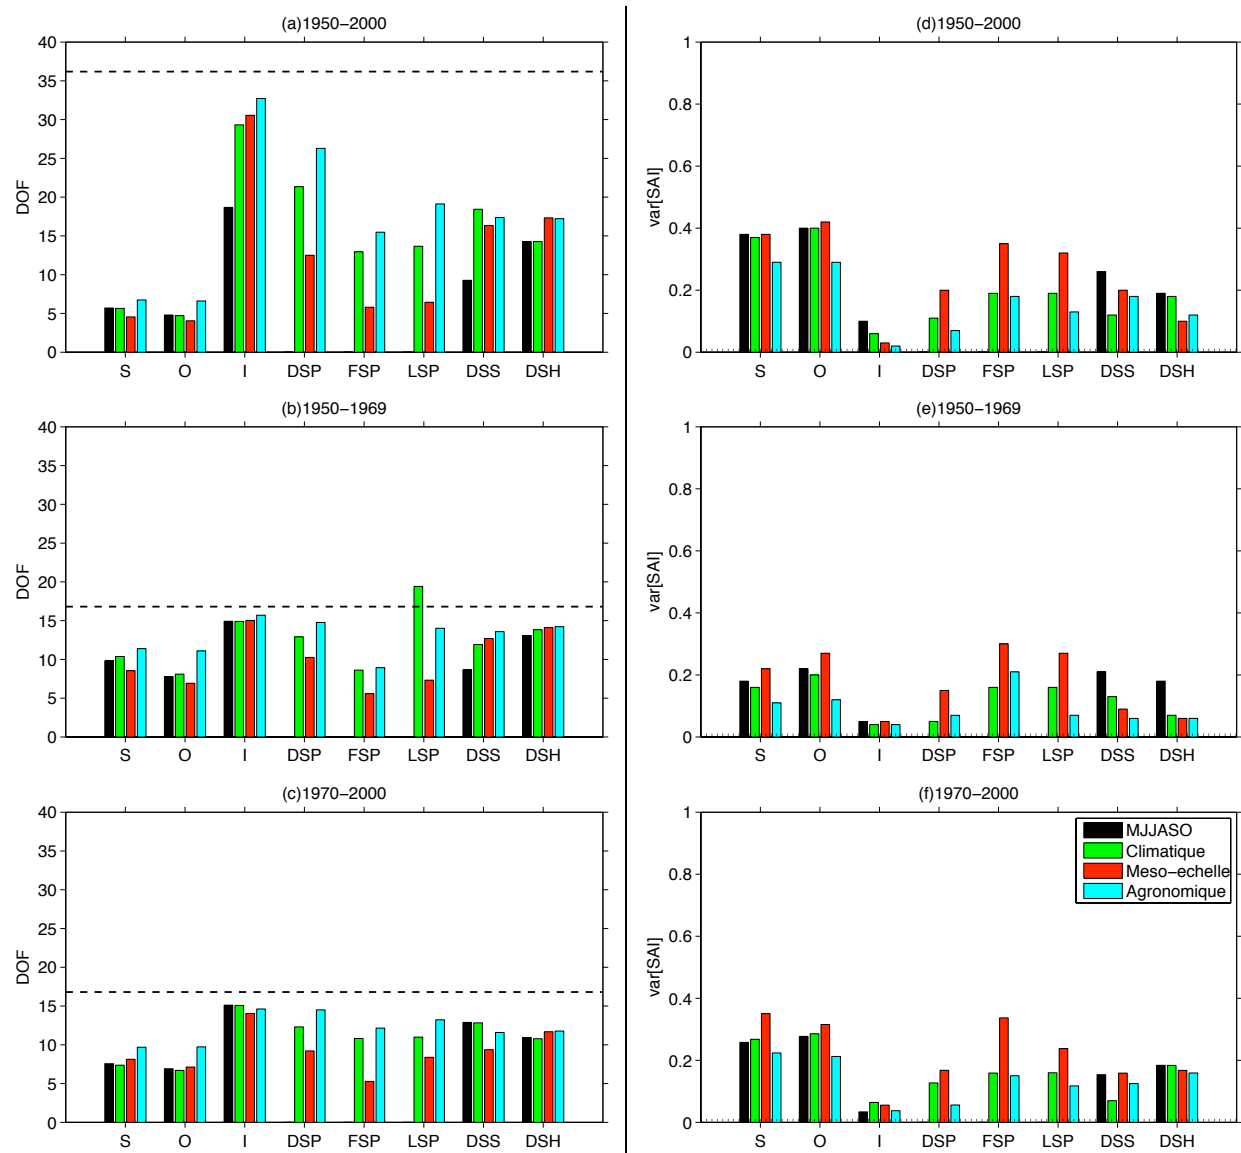 (a)1950−2000
40
35
30
25
20
15
10
5
0
DOF
S O I DSP FSP LSP DSS DSH
(b)1950−1969
40
35
30
25
20
15
10
5
0
DOF
S O I DSP FSP LSP DSS DSH
(c)1970−2000
40
35
30
25
20
15
10
5
0
DOF
S O I DSP FSP LSP DSS DSH
(d)1950−2000
1
0.8
0.6
0.4
0.2
0
var[SAI]
S O I DSP FSP LSP DSS DSH
(e)1950−1969
1
0.8
0.6
0.4
0.2
0
var[SAI]
S O I DSP FSP LSP DSS DSH
(f)1970−2000
1
0.8
0.6
0.4
0.2
0
var[SAI]
MJJASO
Climatique
Meso−echelle
Agronomique
S O I DSP FSP LSP DSS DSH